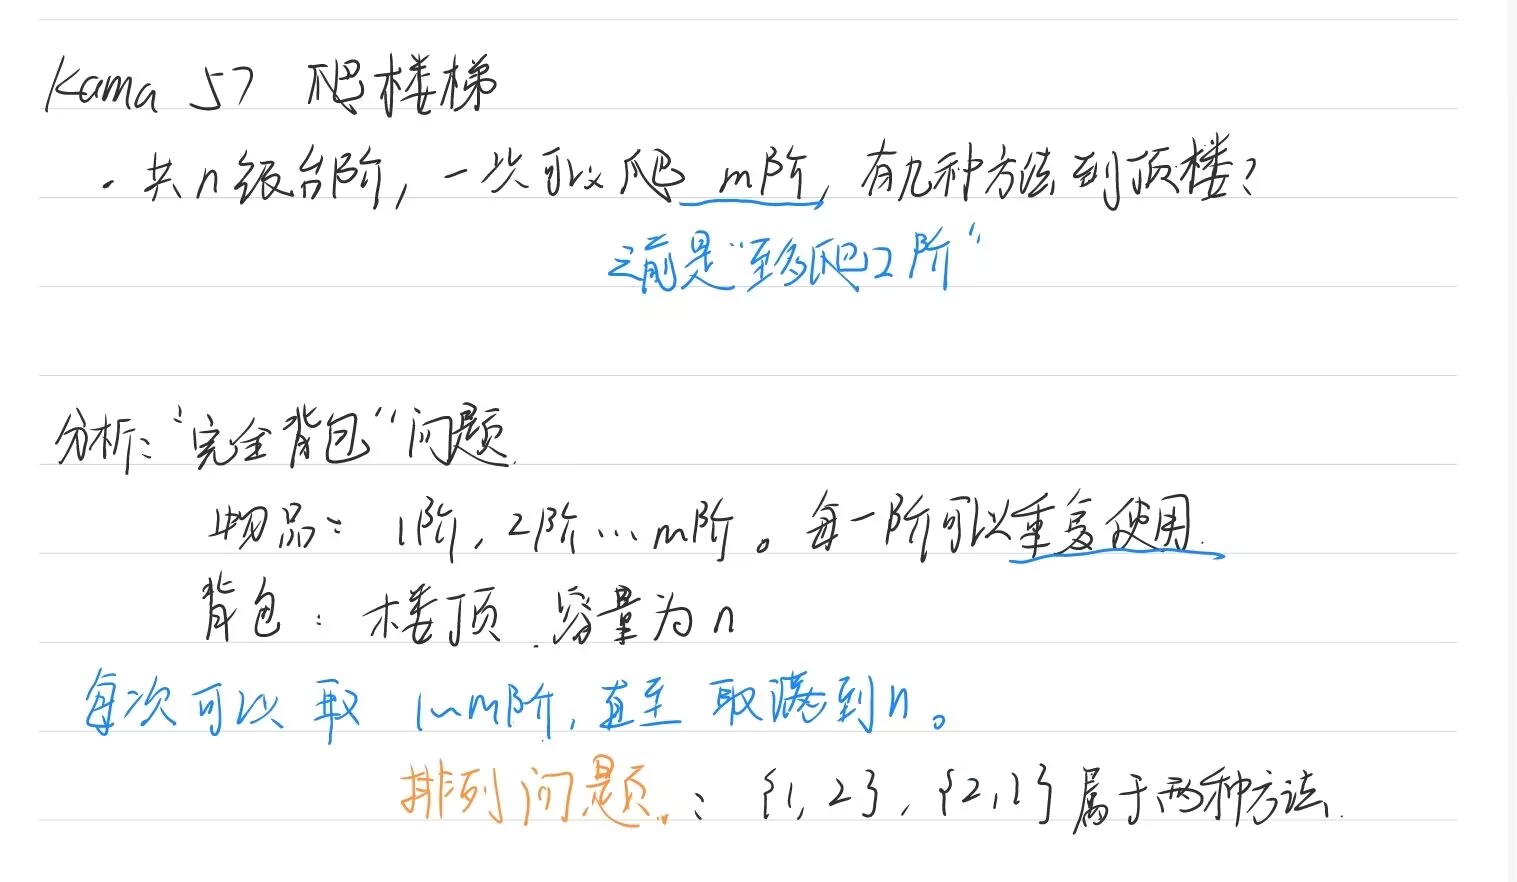 Kama 57 爬楼梯
· 共n级台阶,一次可以爬 m阶,有几种方法到顶楼?
之前是"至多爬2阶"
分析:"完全背包"问题.
物品: 1阶, 2阶…m阶。每一阶可以重复使用.
背包: 楼顶.容量为n
每次可以取 1~m阶,直至取满到n。
排列问题.: {1, 2}, {2,1}属于两种方法.